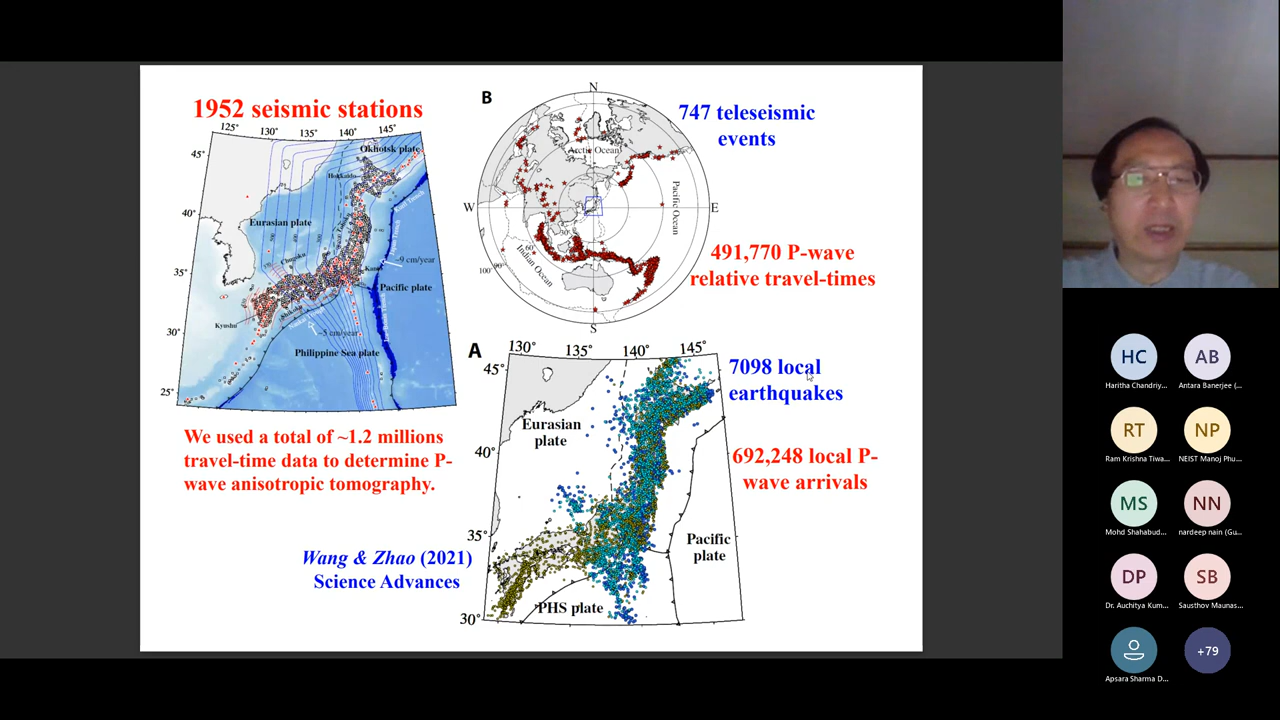 1952 seismic stations
125° 130° 135° 140° 145°
45°
Okhotsk plate
Hokkaido
40°
Eurasian plate
~9 cm/year
35°
Chugoku
Kanto
Pacific plate
Shikoku
Kyushu
30°
~5 cm/year
Philippine Sea plate
25°
We used a total of ~1.2 millions
travel-time data to determine P-
wave anisotropic tomography.
Wang & Zhao (2021)
Science Advances
B
N
Arctic Ocean
Pacific Ocean
W
E
Indian Ocean
30
60
90
100
S
747 teleseismic
events
491,770 P-wave
relative travel-times
A
130° 135° 140° 145°
45°
Eurasian
plate
40°
35°
Pacific
plate
PHS plate
30°
7098 local
earthquakes
692,248 local P-
wave arrivals
HC
AB
Haritha Chandriy...
Antara Banerjee (...
RT
NP
Ram Krishna Tiwa...
NEIST Manoj Phu...
MS
NN
Mohd Shahabud...
nardeep nain (Gu...
DP
SB
Dr. Auchitya Kum...
Sausthov Maunas...
+79
Apsara Sharma D...